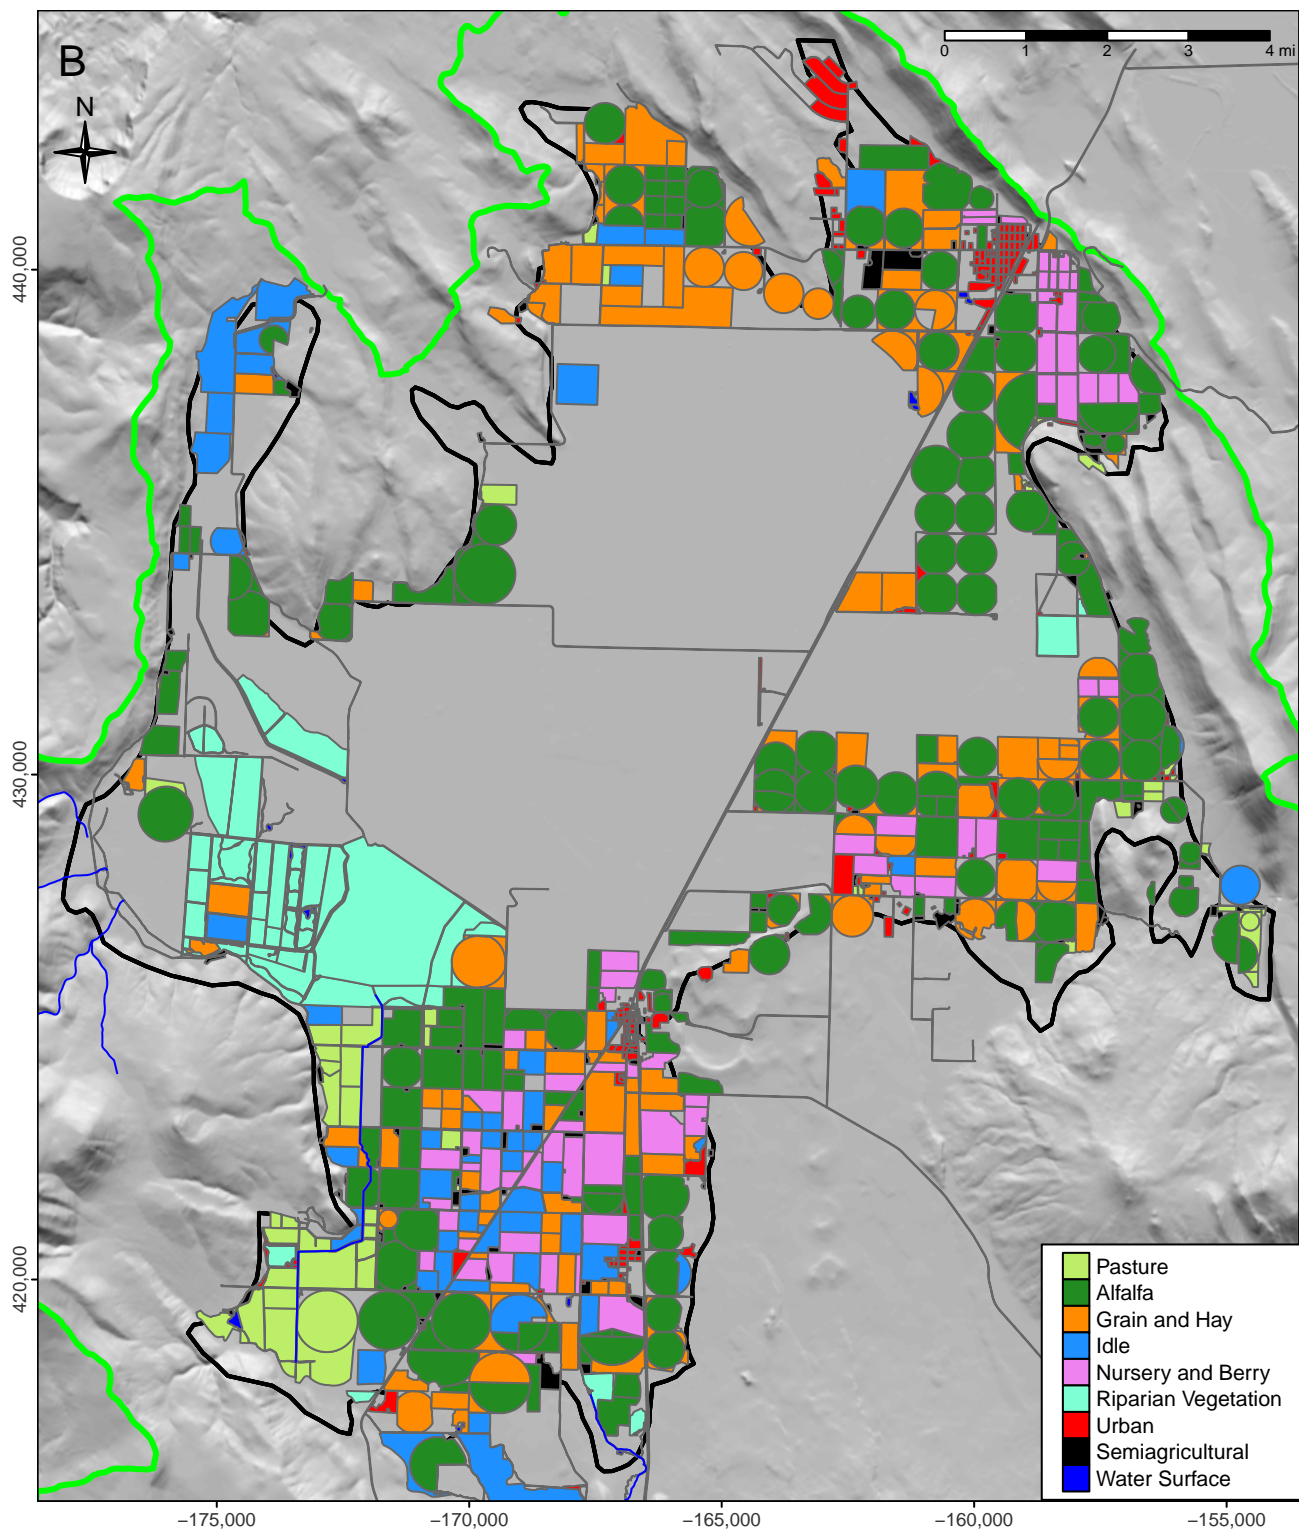 B
N
0 1 2 3 4 mi
440,000
430,000
420,000
Pasture
Alfalfa
Grain and Hay
Idle
Nursery and Berry
Riparian Vegetation
Urban
Semiagricultural
Water Surface
−175,000 −170,000 −165,000 −160,000 −155,000